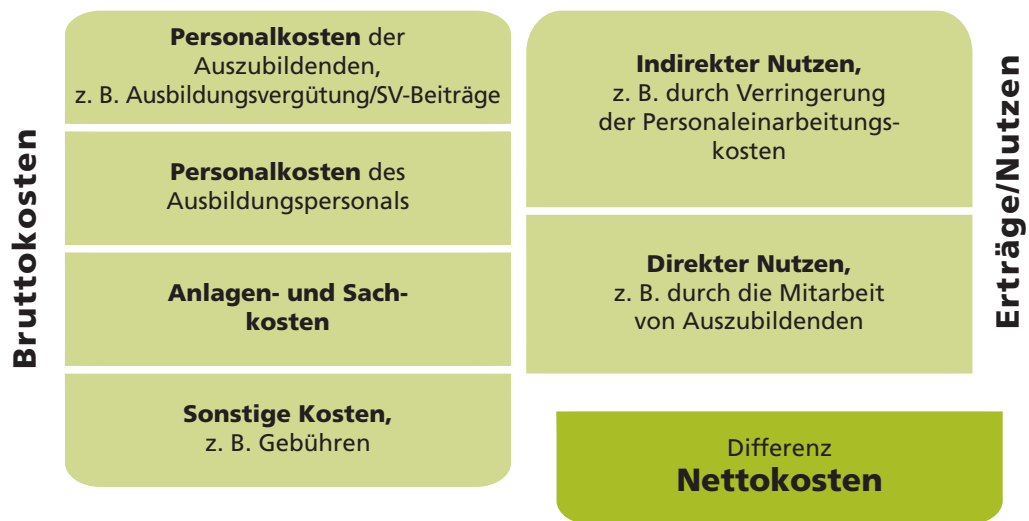 Bruttokosten
Personalkosten der
Auszubildenden,
z. B. Ausbildungsvergütung/SV-Beiträge
Personalkosten des
Ausbildungspersonals
Anlagen- und Sach-
kosten
Sonstige Kosten,
z. B. Gebühren
Indirekter Nutzen,
z. B. durch Verringerung
der Personaleinarbeitungs-
kosten
Direkter Nutzen,
z. B. durch die Mitarbeit
von Auszubildenden
Differenz
Nettokosten
Erträge/Nutzen